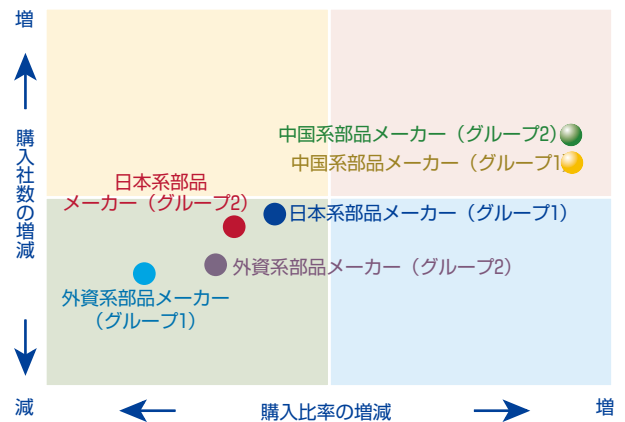 増
購入社数の増減
減
中国系部品メーカー（グループ2）
中国系部品メーカー（グループ1
日本系部品
メーカー（グループ2）
日本系部品メーカー（グループ1）
外資系部品メーカー（グループ2）
外資系部品メーカー
（グループ1）
購入比率の増減
増